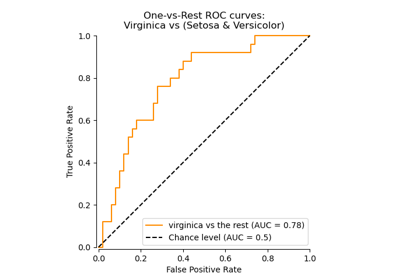 One-vs-Rest ROC curves:
Virginica vs (Setosa & Versicolor)
1.0
0.8
0.6
0.4
0.2
0.0
True Positive Rate
virginica vs the rest (AUC = 0.78)
Chance level (AUC = 0.5)
0.0 0.2 0.4 0.6 0.8 1.0
False Positive Rate